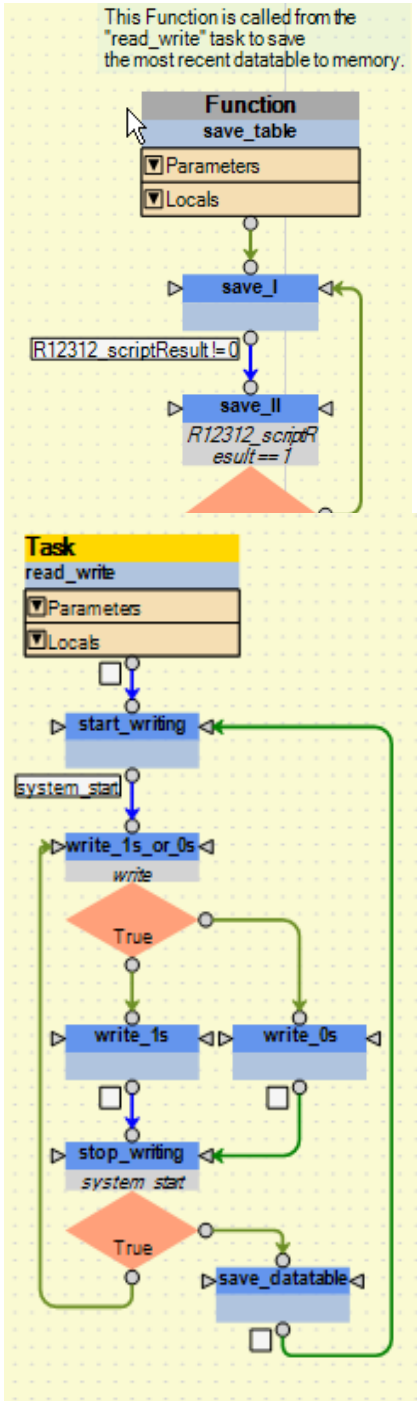 This Function is called from the
"read_write" task to save
the most recent datatable to memory.
Function
save_table
Parameters
Locals
save_I
R12312_scriptResult != 0
save_II
R12312_scriptR
esult == 1
Task
read_write
Parameters
Locals
start_writing
system_start
write_1s_or_0s
write
True
write_1s
write_0s
stop_writing
system_start
True
save_datatable